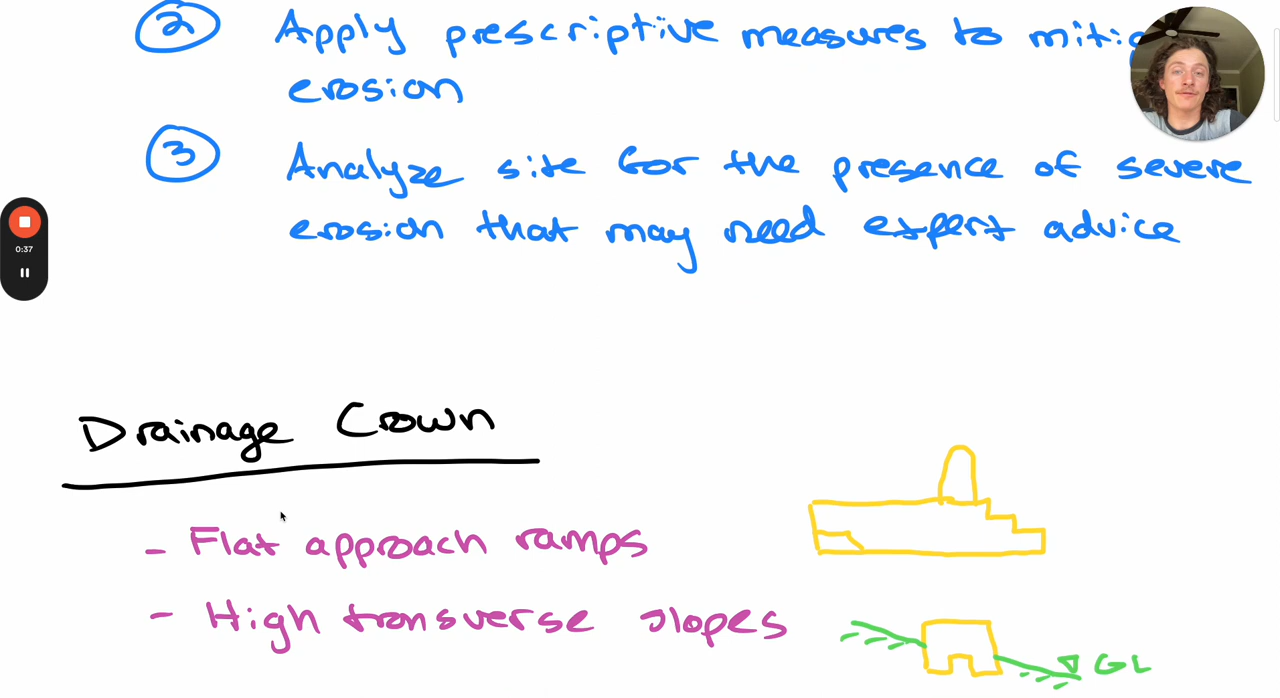 2 Apply prescriptive measures to mitig
erosion
3 Analyze site for the presence of severe
erosion that may need expert advice
0:37
Drainage Crown
- Flat approach ramps
- High transverse slopes
GL